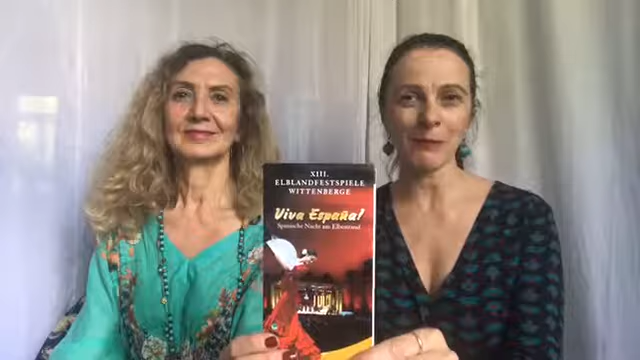 XIII.
ELBLANDFESTSPIELE
WITTENBERGE
Viva España!
Spanische Nacht am Elbestrand